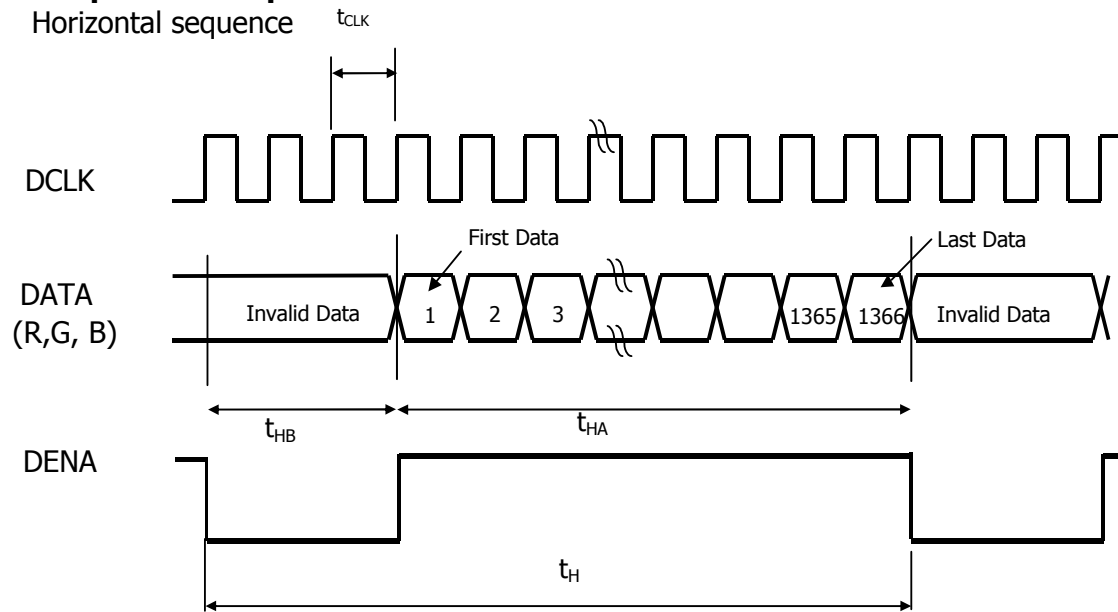 Horizontal sequence
tCLK
DCLK
First Data
Last Data
DATA
(R,G, B)
Invalid Data
1
2
3
1365
1366
Invalid Data
tHB
tHA
DENA
tH